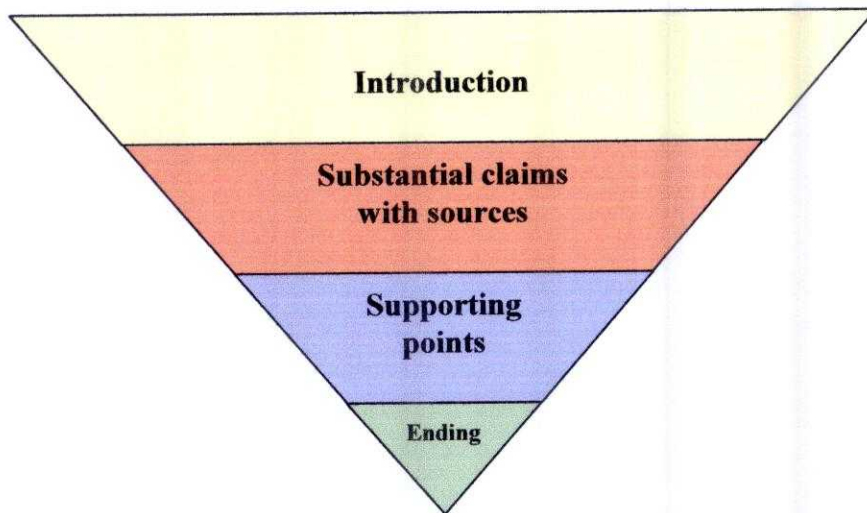 Introduction
Substantial claims
with sources
Supporting
points
Ending